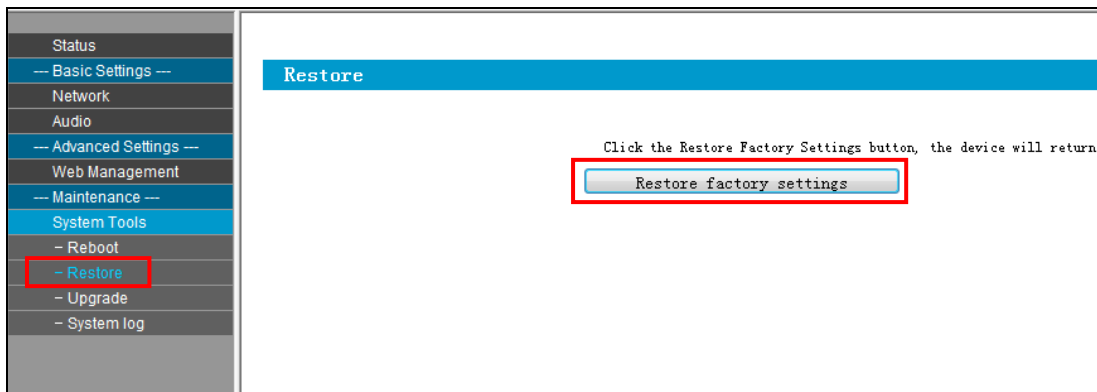 Status
--- Basic Settings ---
Network
Audio
--- Advanced Settings ---
Web Management
--- Maintenance ---
System Tools
- Reboot
- Restore
- Upgrade
- System log
Restore
Click the Restore Factory Settings button, the device will return
Restore factory settings